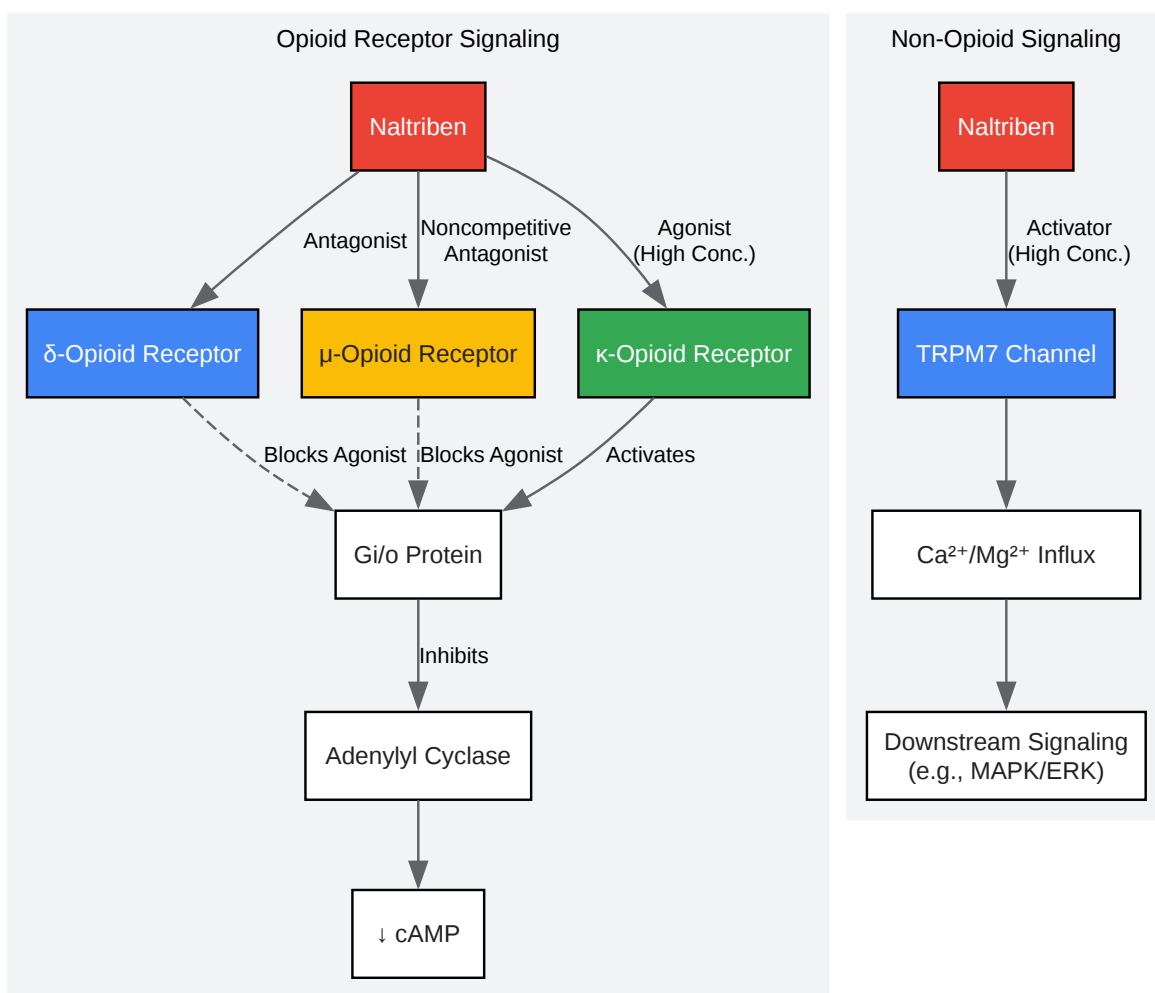 Opioid Receptor Signaling
Non-Opioid Signaling
Naltriben
Naltriben
Antagonist
Noncompetitive
Antagonist
Agonist
(High Conc.)
Activator
(High Conc.)
δ-Opioid Receptor
μ-Opioid Receptor
κ-Opioid Receptor
TRPM7 Channel
Blocks Agonist
Blocks Agonist
Activates
Gi/o Protein
Ca²⁺/Mg²⁺ Influx
Inhibits
Adenylyl Cyclase
Downstream Signaling
(e.g., MAPK/ERK)
↓ cAMP